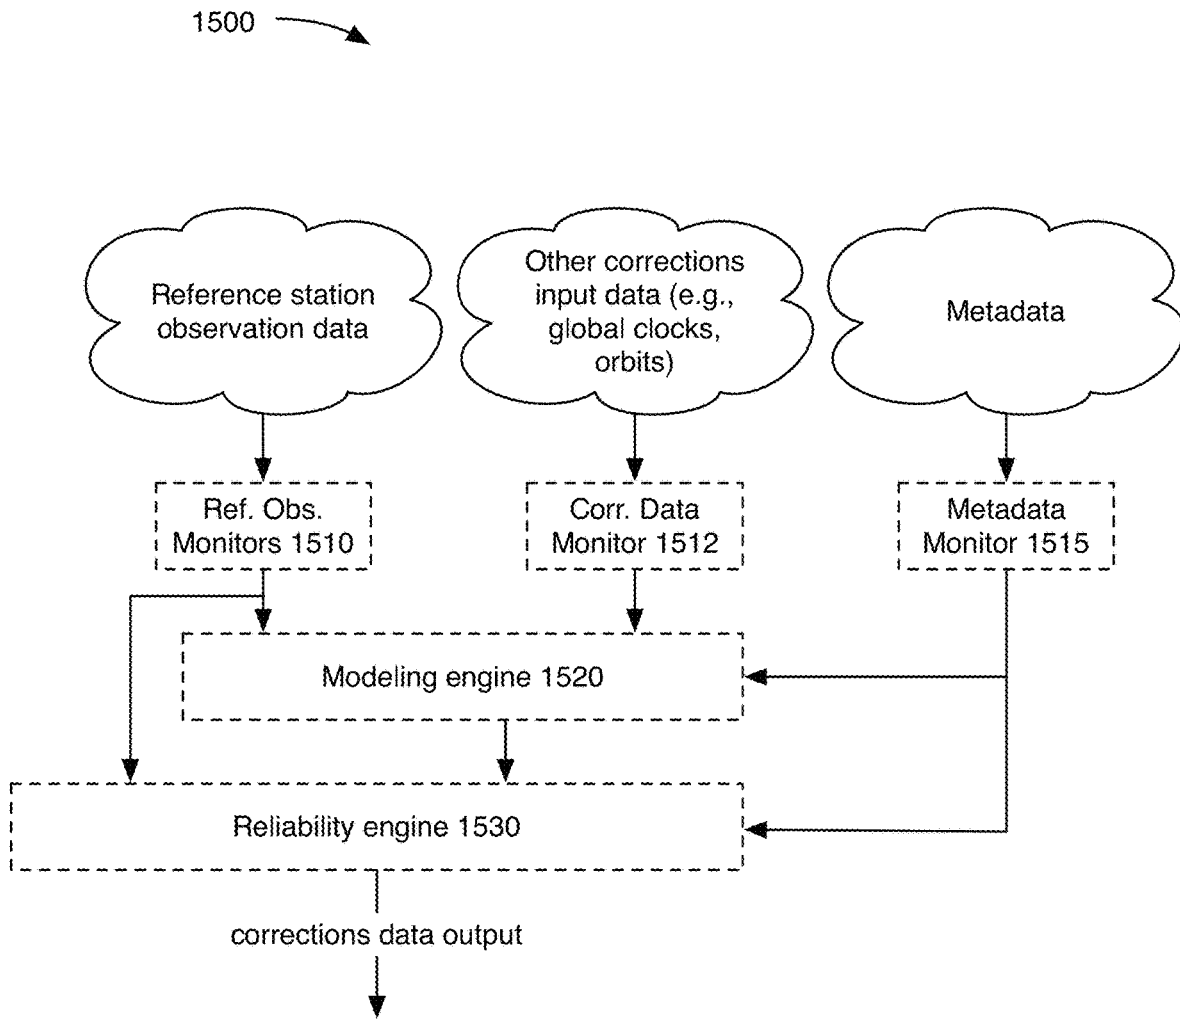 1500
Reference station
observation data
Other corrections
input data (e.g.,
global clocks,
orbits)
Metadata
Ref. Obs.
Monitors 1510
Corr. Data
Monitor 1512
Metadata
Monitor 1515
Modeling engine 1520
Reliability engine 1530
corrections data output